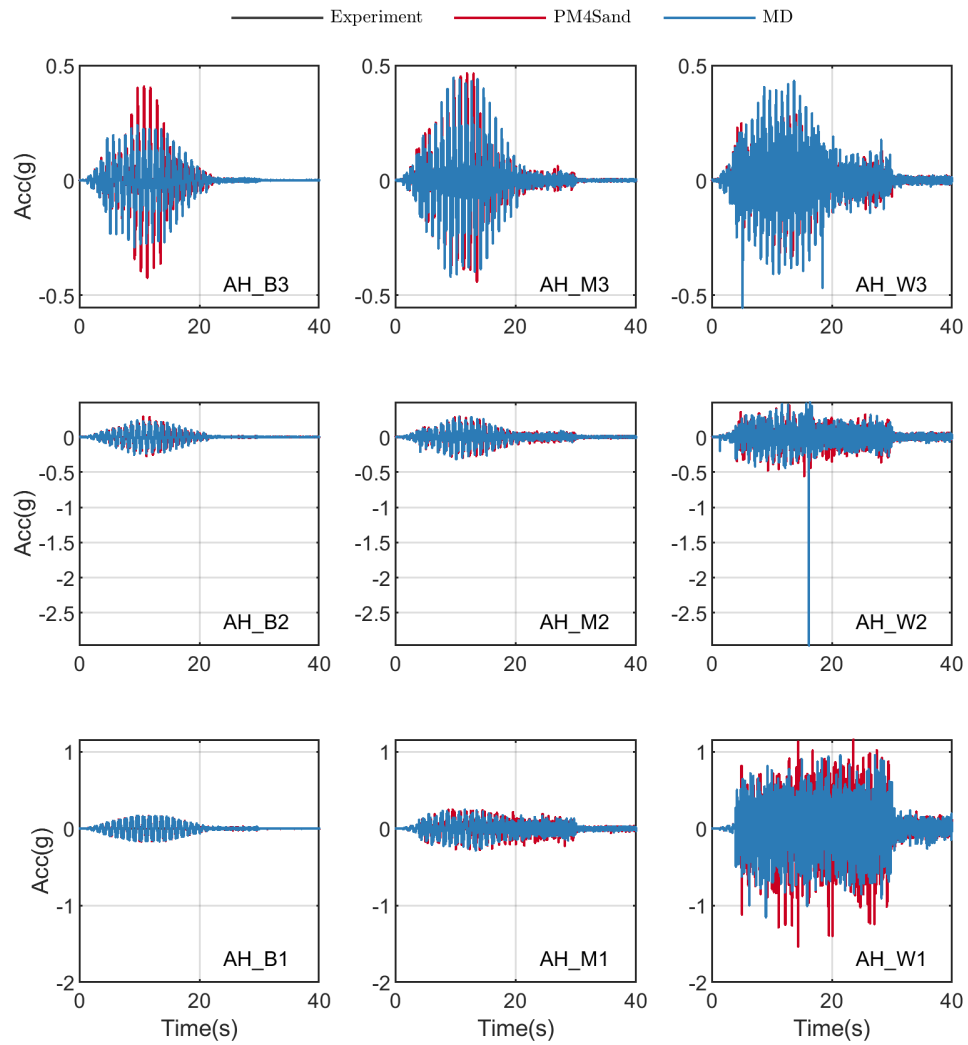 Experiment PM4Sand MD
0.5 0.5 0.5
Acc(g) 0 0 0
AH_B3 AH_M3 AH_W3
-0.5 -0.5 -0.5
0 20 40 0 20 40 0 20 40
0 0 0
-0.5 -0.5 -0.5
Acc(g) -1 -1 -1
-1.5 -1.5 -1.5
-2 -2 -2
-2.5 -2.5 -2.5
AH_B2 AH_M2 AH_W2
0 20 40 0 20 40 0 20 40
1 1 1
Acc(g) 0 0 0
-1 -1 -1
AH_B1 AH_M1 AH_W1
-2 -2 -2
0 20 40 0 20 40 0 20 40
Time(s) Time(s) Time(s)